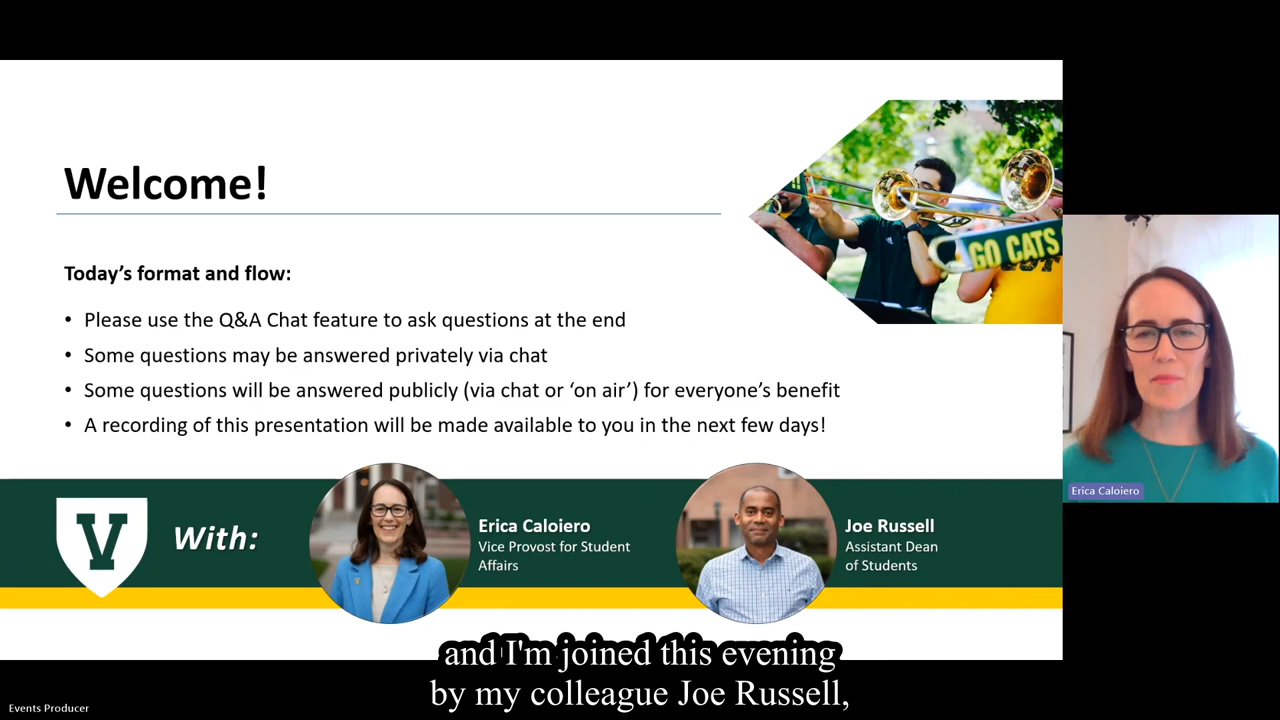 Welcome!
Today's format and flow:
• Please use the Q&A Chat feature to ask questions at the end
• Some questions may be answered privately via chat
• Some questions will be answered publicly (via chat or ‘on air’) for everyone's benefit
• A recording of this presentation will be made available to you in the next few days!
GO CATS
V
With:
Erica Caloiero
Vice Provost for Student
Affairs
Joe Russell
Assistant Dean
of Students
Erica Caloiero
and I'm joined this evening
by my colleague Joe Russell,
Events Producer